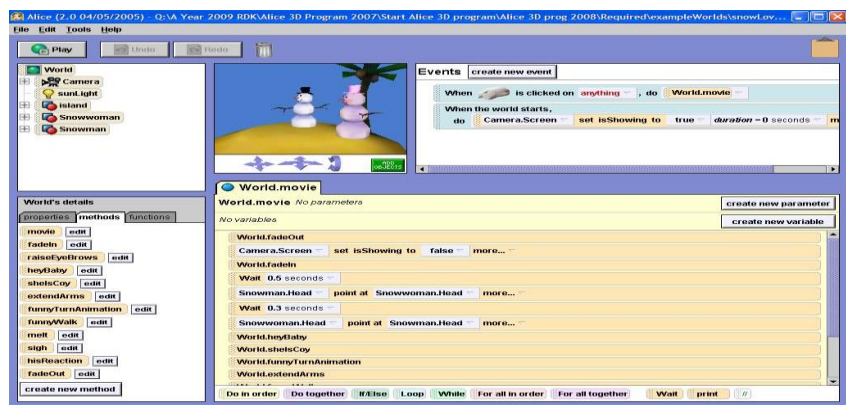 Alice (2.0 04/05/2005) - Q:\A Year 2009 RDK\Alice 3D Program 2007\Start Alice 3D program\Alice 3D prog 2008\Required\exampleWorlds\snowLov...
File Edit Tools Help
Play Undo Redo
World
Camera
sunLight
island
Snowwoman
Snowman
ADD OBJECTS
Events create new event
When is clicked on anything , do World.movie
When the world starts,
do Camera.Screen set isShowing to true duration = 0 seconds m
World's details
properties methods functions
movie edit
fadeIn edit
raiseEyeBrows edit
heyBaby edit
sheIsCoy edit
extendArms edit
funnyTurnAnimation edit
funnyWalk edit
melt edit
sigh edit
hisReaction edit
fadeOut edit
create new method
World.movie
World.movie No parameters create new parameter
No variables create new variable
World.fadeOut
Camera.Screen set isShowing to false more...
World.fadeIn
Wait 0.5 seconds
Snowman.Head point at Snowwoman.Head more...
Wait 0.3 seconds
Snowwoman.Head point at Snowman.Head more...
World.heyBaby
World.sheIsCoy
World.funnyTurnAnimation
World.extendArms
Do in order Do together If/Else Loop While For all in order For all together Wait print //